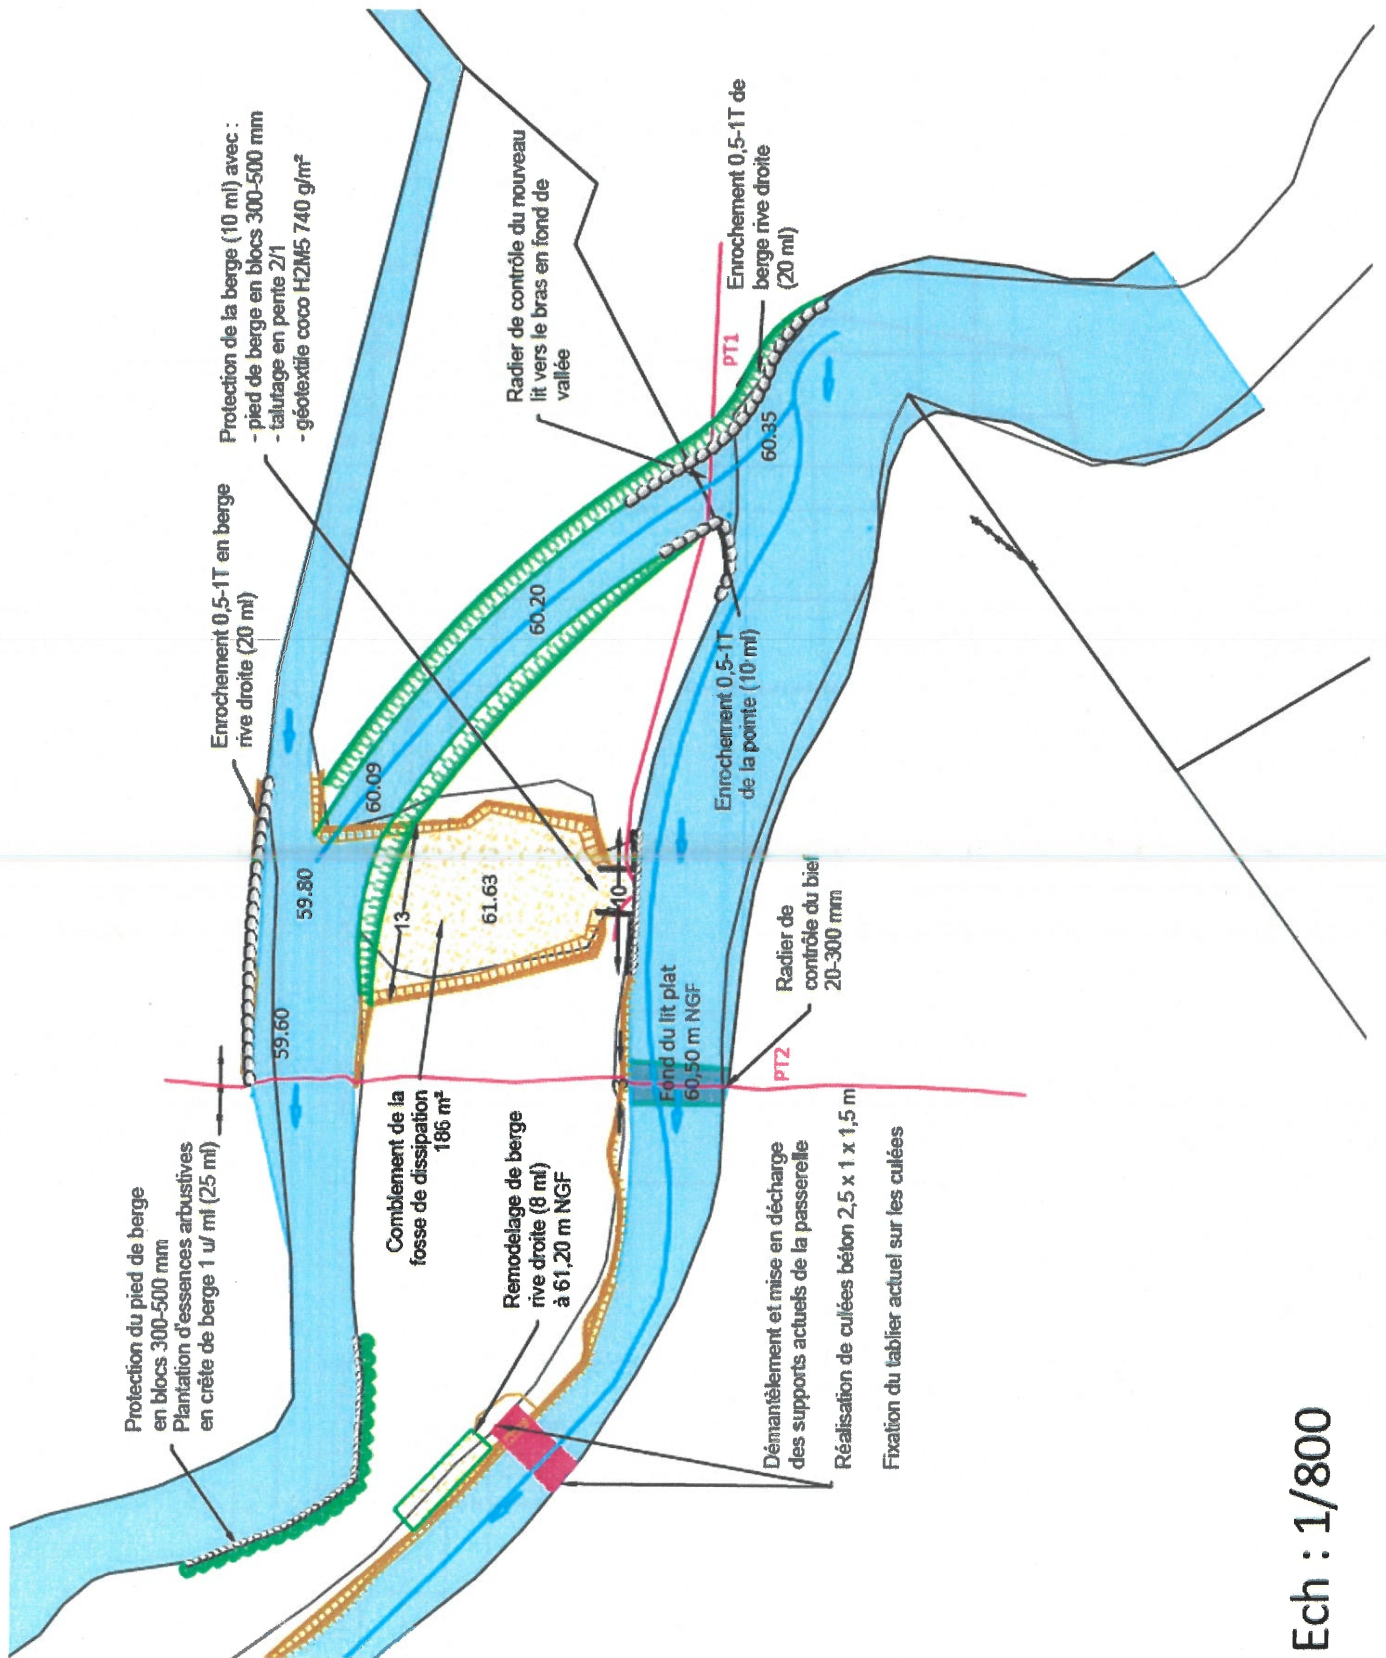 Protection de la berge (10 ml) avec :
- pied de berge en blocs 300-500 mm
- talutage en pente 2/1
- géotextile coco H2M5 740 g/m²
Enrochement 0,5-1T en berge
rive droite (20 ml)
Radier de contrôle du nouveau
lit vers le bras en fond de
vallée
Enrochement 0,5-1T de
berge rive droite
(20 ml)
PT1
60.35
60.20
60.09
59.80
59.60
61.63
13
10
3
Enrochement 0,5-1T
de la pointe (10 ml)
Protection du pied de berge
en blocs 300-500 mm
Plantation d'essences arbustives
en crête de berge 1 u/ ml (25 ml)
Comblement de la
fosse de dissipation
186 m²
Remodelage de berge
rive droite (8 ml)
à 61,20 m NGF
Fond du lit plat
60,50 m NGF
Radier de
contrôle du bief
20-300 mm
PT2
Démantèlement et mise en décharge
des supports actuels de la passerelle
Réalisation de culées béton 2,5 x 1 x 1,5 m
Fixation du tablier actuel sur les culées
Ech : 1/800